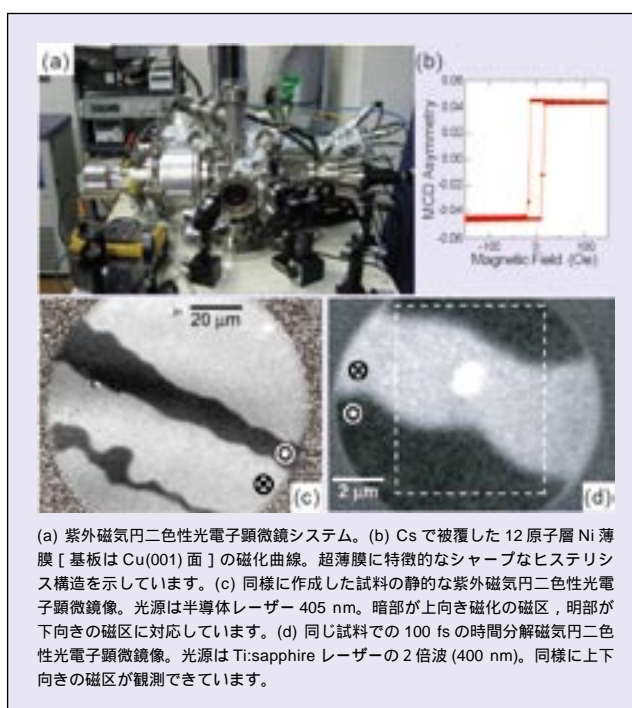 (a)
(b)
0.06
0.04
0.02
0.00
-0.02
-0.04
-0.06
MCD Asymmetry
-100
0
100
Magnetic Field (Oe)
20 μm
(c)
2 μm
(d)
(a) 紫外磁気円二色性光電子顕微鏡システム。(b) Cs で被覆した 12 原子層 Ni 薄
膜 [ 基板は Cu(001) 面 ] の磁化曲線。超薄膜に特徴的なシャープなヒステリシ
ス構造を示しています。(c) 同様に作成した試料の静的な紫外磁気円二色性光電
子顕微鏡像。光源は半導体レーザー 405 nm。暗部が上向き磁化の磁区，明部が
下向きの磁区に対応しています。(d) 同じ試料での 100 fs の時間分解磁気円二色
性光電子顕微鏡像。光源は Ti:sapphire レーザーの 2 倍波 (400 nm)。同様に上下
向きの磁区が観測できています。